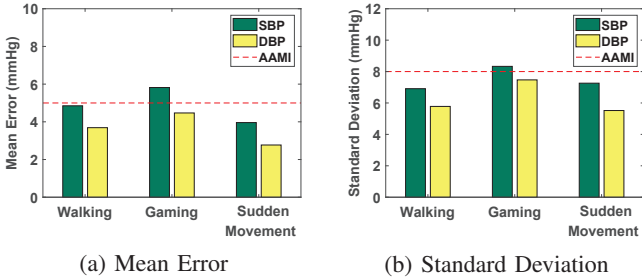 10
8
6
4
2
0
Mean Error (mmHg)
SBP
DBP
AAMI
Walking
Gaming
Sudden
Movement
(a) Mean Error
12
10
8
6
4
2
0
Standard Deviation (mmHg)
SBP
DBP
AAMI
Walking
Gaming
Sudden
Movement
(b) Standard Deviation